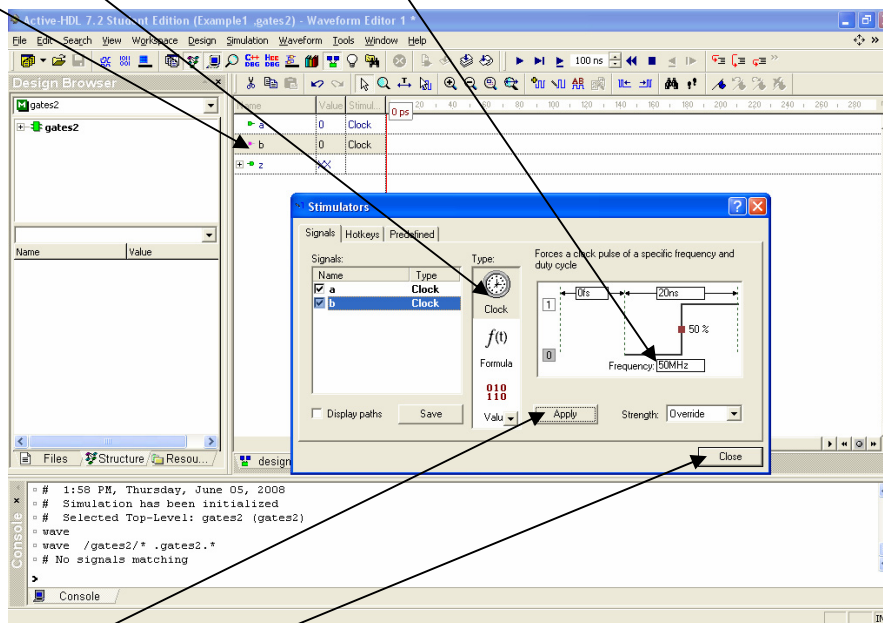 Active-HDL 7.2 Student Edition (Example1 ,gates2) - Waveform Editor 1 *
File Edit Search View Workspace Design Simulation Waveform Tools Window Help
100 ns
Design Browser
gates2
gates2
Name Value
Files Structure Resou...
Name Value Stimul...
0 ps
20 40 60 80 100 120 140 160 180 200 220 240 260 280
a 0 Clock
b 0 Clock
z XX
design
Stimulators
Signals Hotkeys Predefined
Signals:
Name Type
a Clock
b Clock
Display paths
Save
Type:
Clock
f(t)
Formula
010
110
Valu
Forces a clock pulse of a specific frequency and
duty cycle
0fs 20ns
1
50 %
0
Frequency: 50MHz
Apply
Strength: Override
Close
# 1:58 PM, Thursday, June 05, 2008
# Simulation has been initialized
# Selected Top-Level: gates2 (gates2)
wave
wave /gates2/* .gates2.*
# No signals matching
>
Console
Console